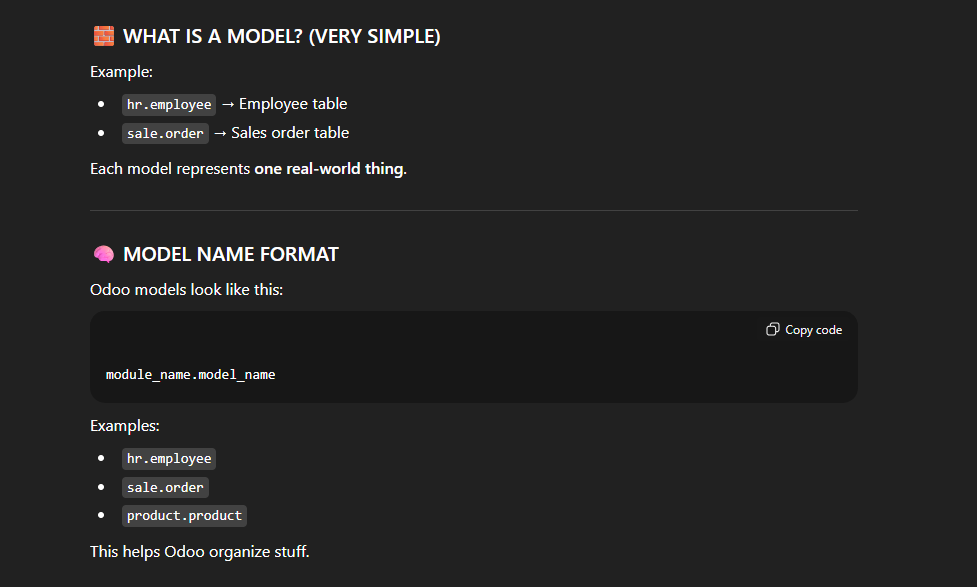 🧱 WHAT IS A MODEL? (VERY SIMPLE)
Example:
• hr.employee → Employee table
• sale.order → Sales order table
Each model represents one real-world thing.
🧠 MODEL NAME FORMAT
Odoo models look like this:
Copy code
module_name.model_name
Examples:
• hr.employee
• sale.order
• product.product
This helps Odoo organize stuff.